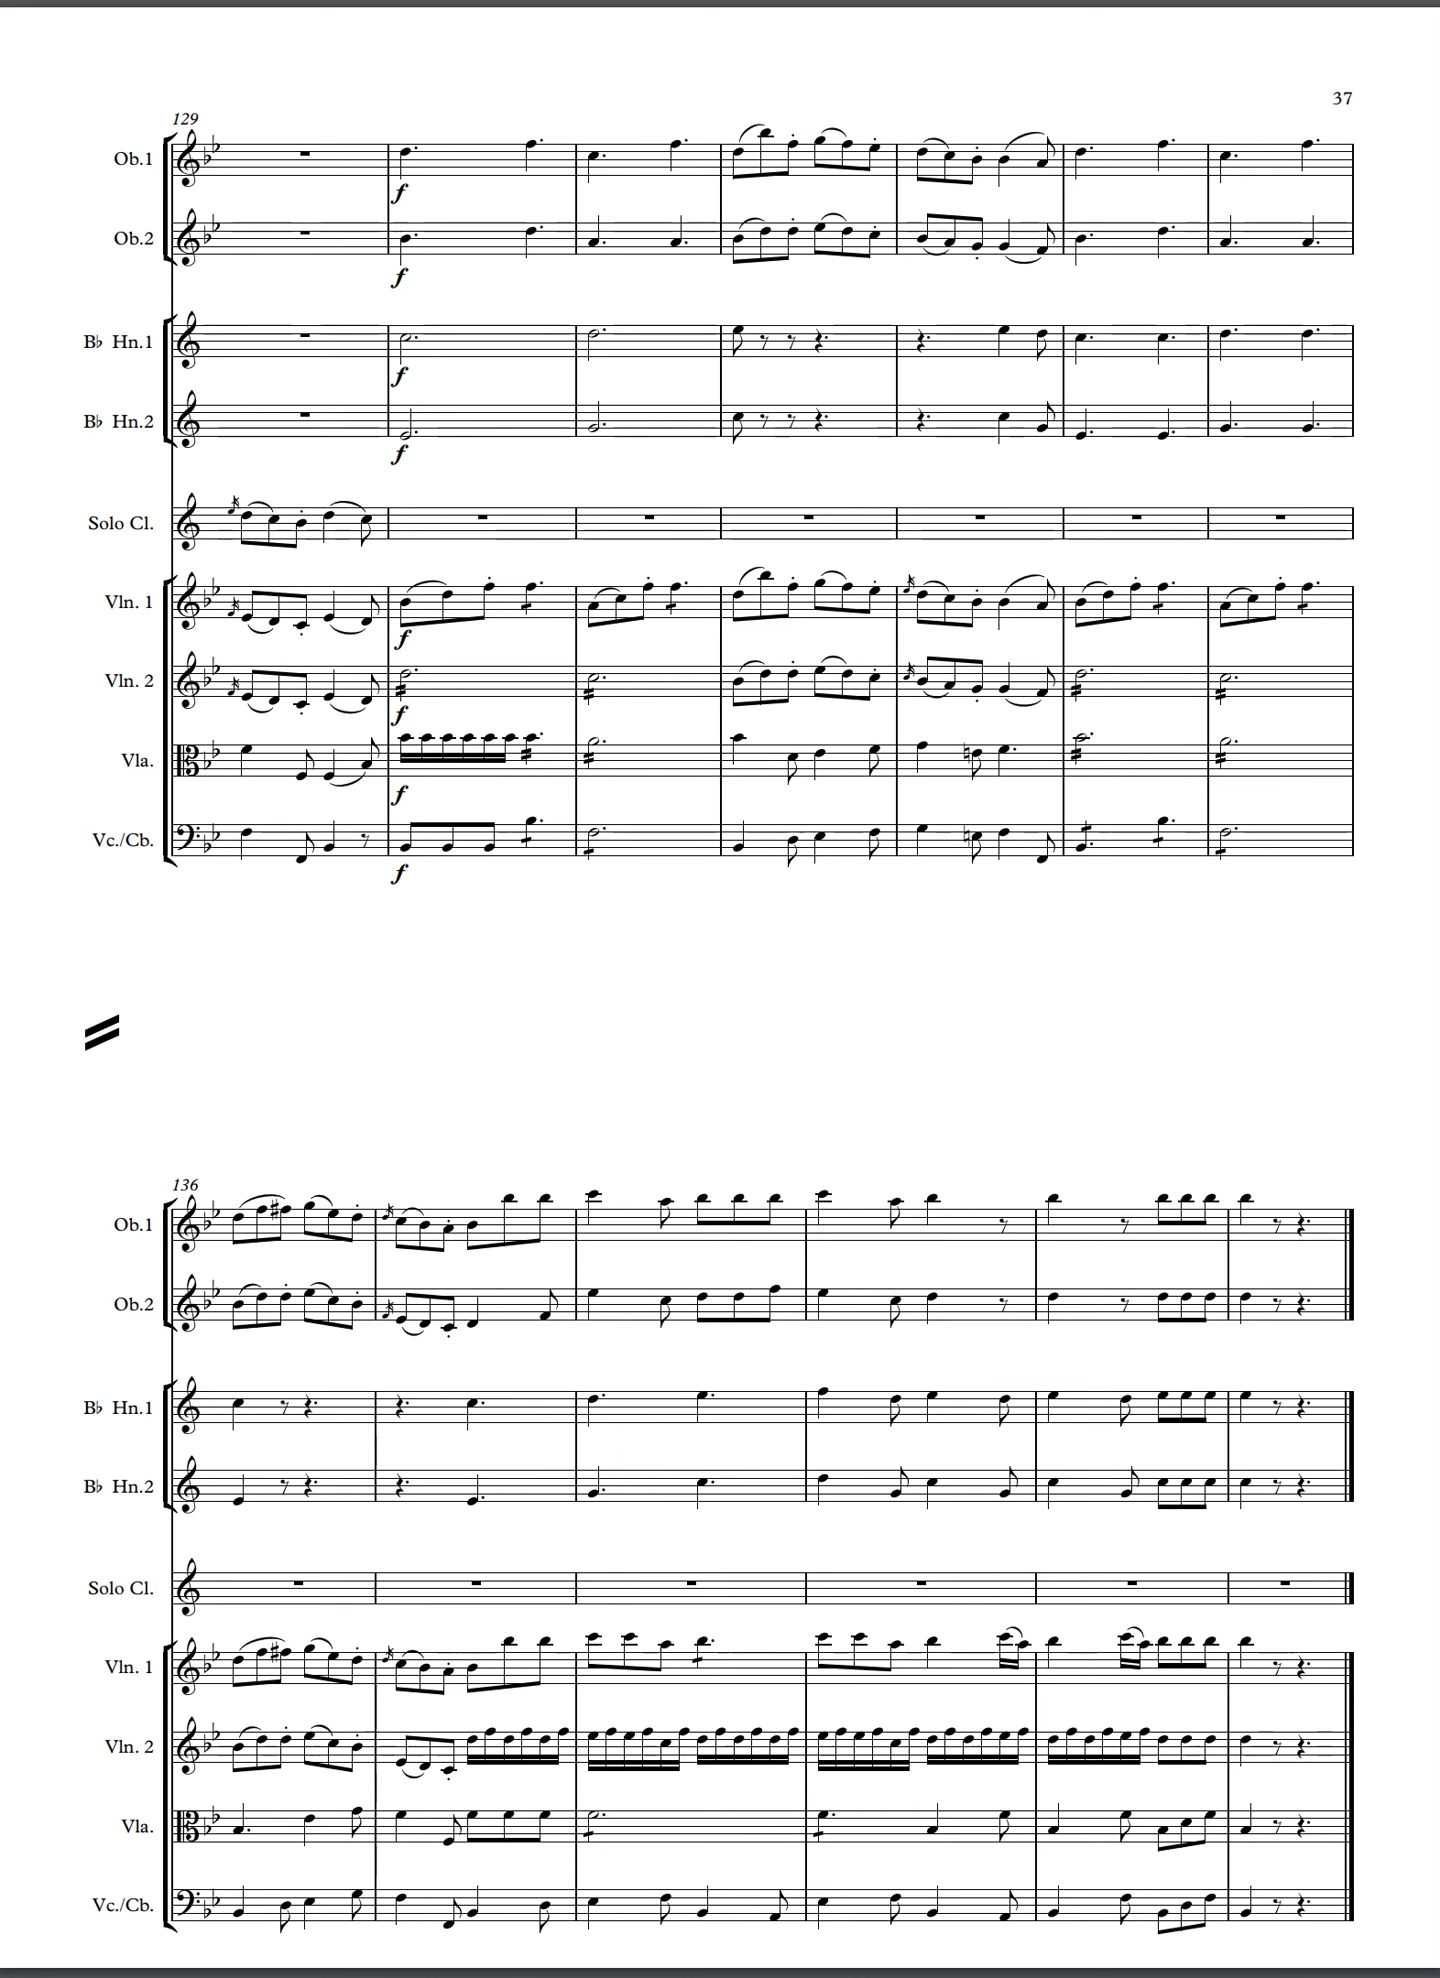 37
129
Ob.1
f
Ob.2
f
B♭ Hn.1
f
B♭ Hn.2
f
Solo Cl.
Vln. 1
f
Vln. 2
f
Vla.
f
Vc./Cb.
f
136
Ob.1
Ob.2
B♭ Hn.1
B♭ Hn.2
Solo Cl.
Vln. 1
Vln. 2
Vla.
Vc./Cb.